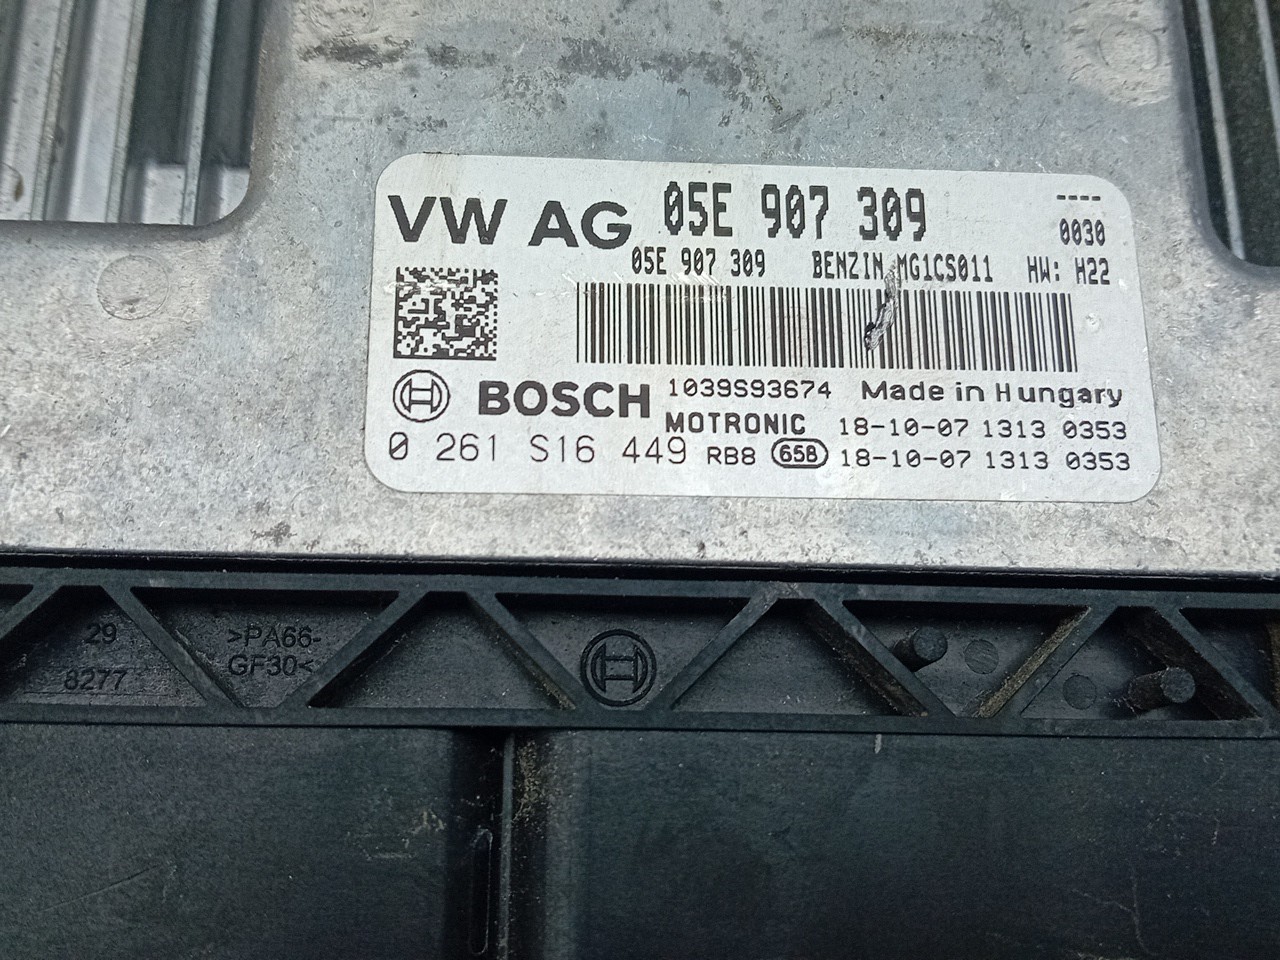 VW AG 05E 907 309 ----
0030
05E 907 309 BENZIN MG1CS011 HW: H22
BOSCH 1039S93674 Made in Hungary
MOTRONIC 18-10-07 1313 0353
0 261 S16 449 RB8 65B 18-10-07 1313 0353
29 >PA66-
8277 GF30<